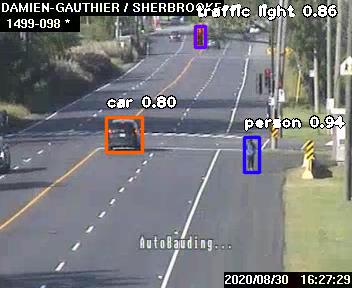 DAMIEN-GAUTHIER / SHERBROOKE
traffic light 0.86
1499-098 *
car 0.80
person 0.94
AutoBauding...
2020/08/30 16:27:29